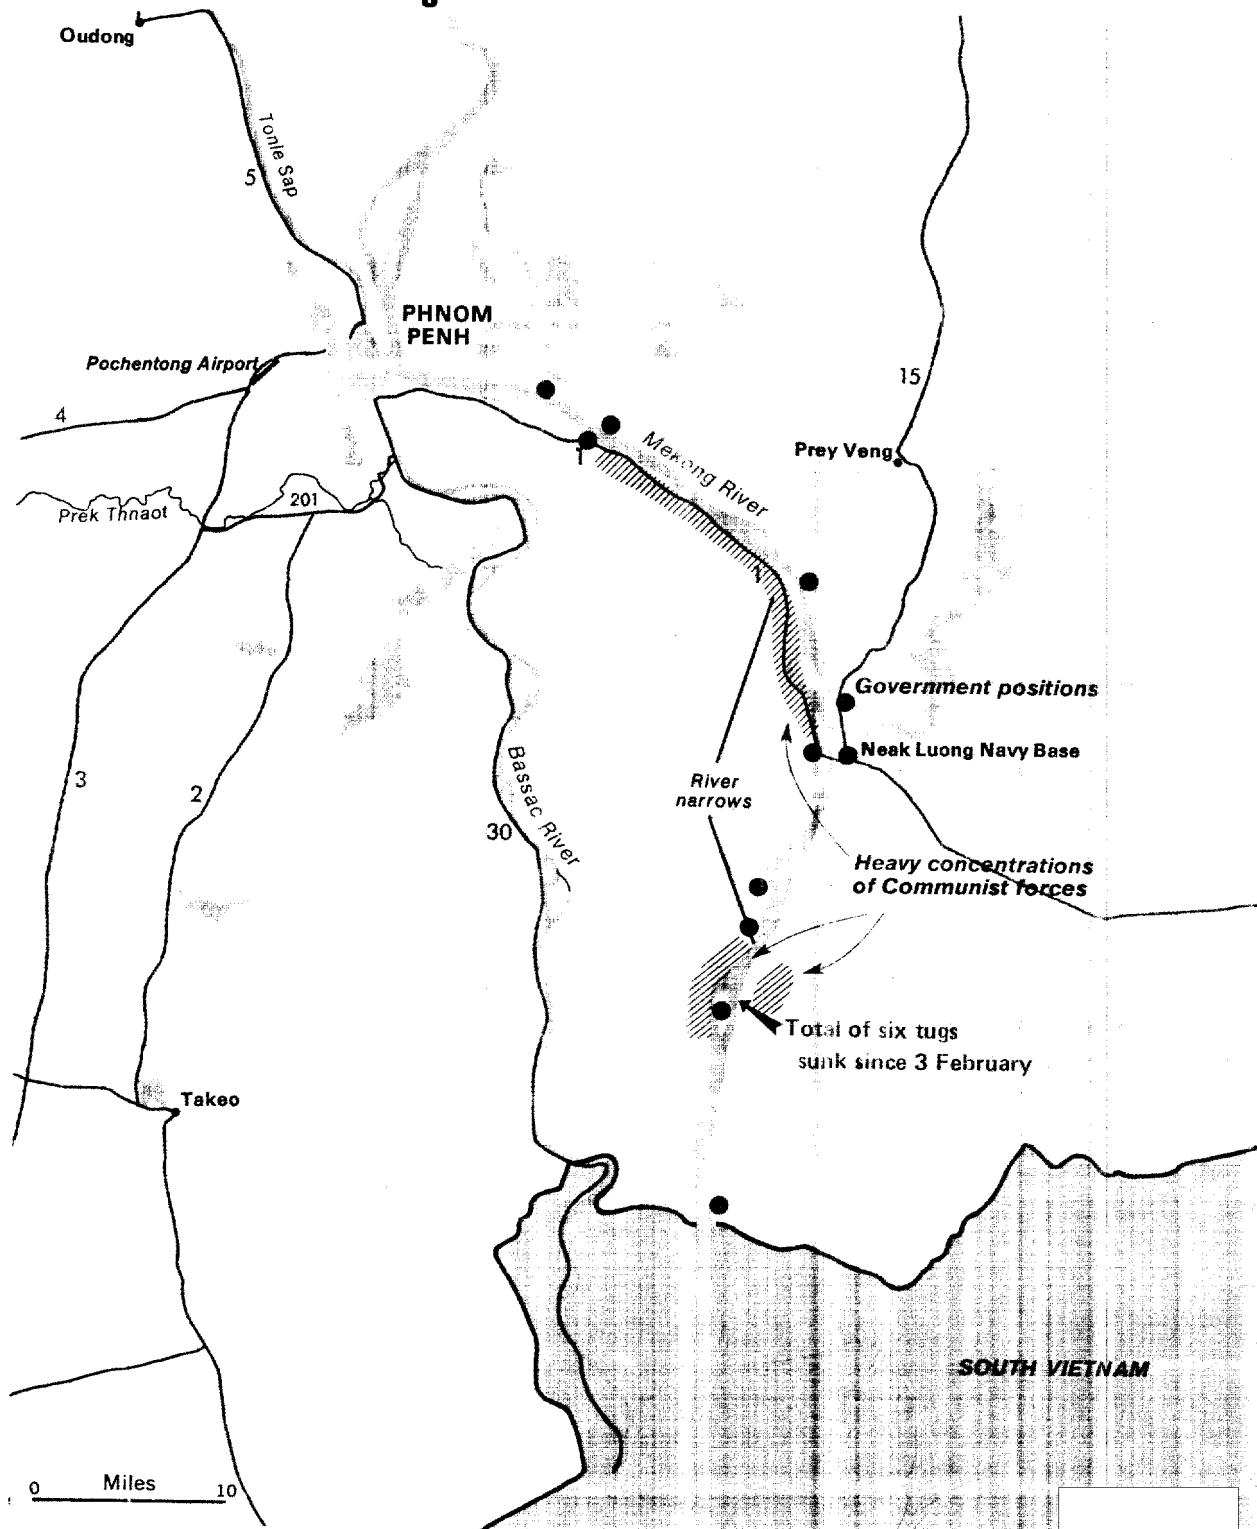 Oudong
Tonle Sap
5
PHNOM
PENH
Pochentong Airport
4
15
1
Mekong River
Prey Veng
201
Prek Thnaot
1
Government positions
3
2
Neak Luong Navy Base
River
narrows
Bassac River
30
Heavy concentrations
of Communist forces
Total of six tugs
sunk since 3 February
Takeo
SOUTH VIETNAM
0 Miles 10